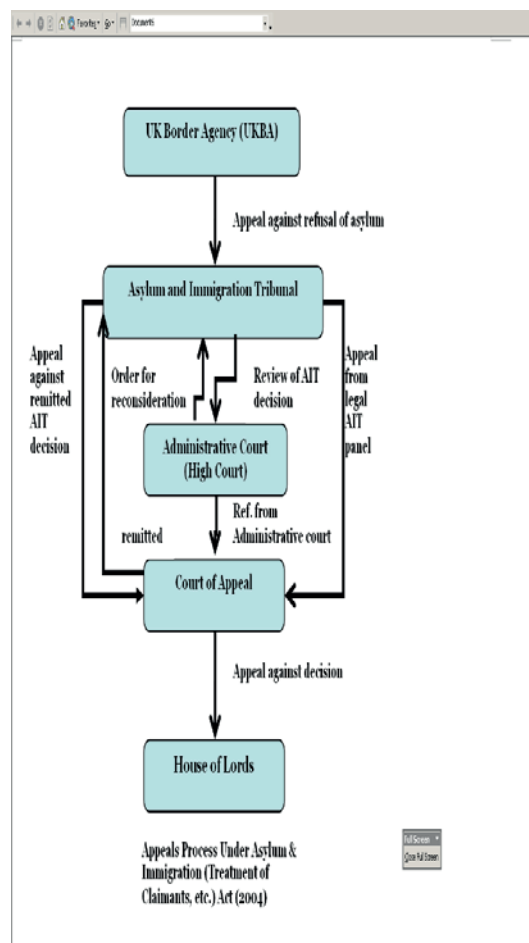 Favorites
Go
Document6
UK Border Agency (UKBA)
Appeal against refusal of asylum
Asylum and Immigration Tribunal
Appeal
against
remitted
AIT
decision
Order for
reconsideration
Review of AIT
decision
Appeal
from
legal
AIT
panel
Administrative Court
(High Court)
remitted
Ref. from
Administrative court
Court of Appeal
Appeal against decision
House of Lords
Full Screen
Close Full Screen
Appeals Process Under Asylum &
Immigration (Treatment of
Claimants, etc.) Act (2004)